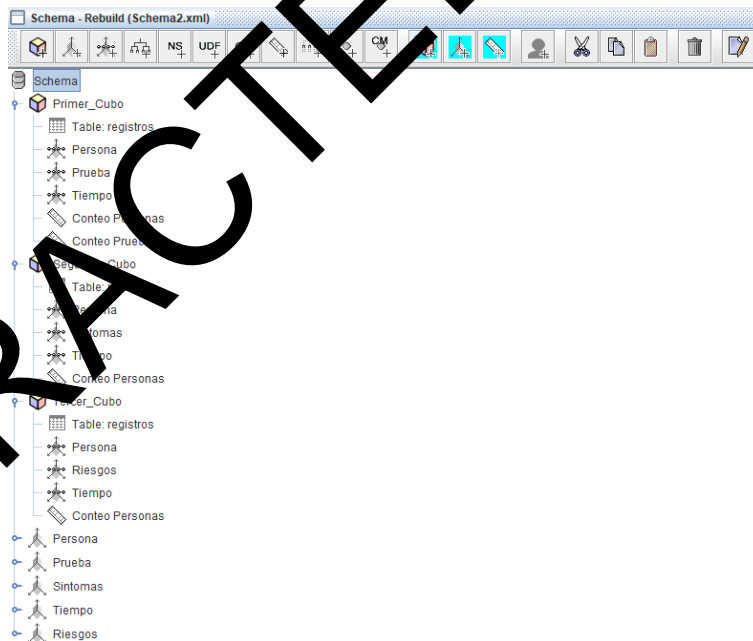 Schema - Rebuild (Schema2.xml)
NS UDF CM
Schema
Primer_Cubo
Table: registros
Persona
Prueba
Tiempo
Conteo
Conteo
Table:
Conteo Personas
Table: registros
Persona
Riesgos
Tiempo
Conteo Personas
Persona
Prueba
Sintomas
Tiempo
Riesgos
RACTE